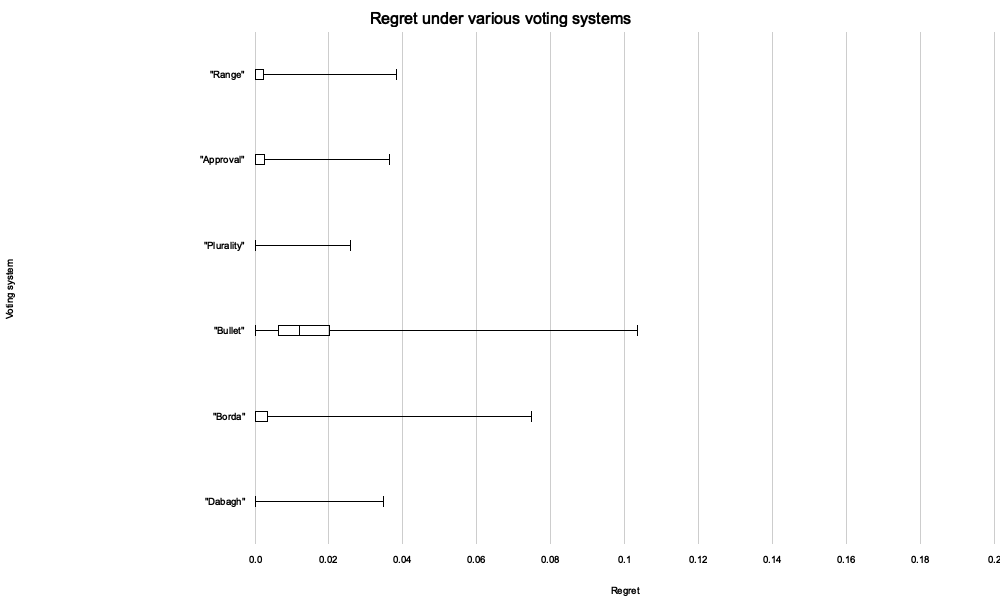 Regret under various voting systems
"Range"
"Approval"
"Plurality"
Voting system
"Bullet"
"Borda"
"Dabagh"
0.0 0.02 0.04 0.06 0.08 0.1 0.12 0.14 0.16 0.18 0.2
Regret